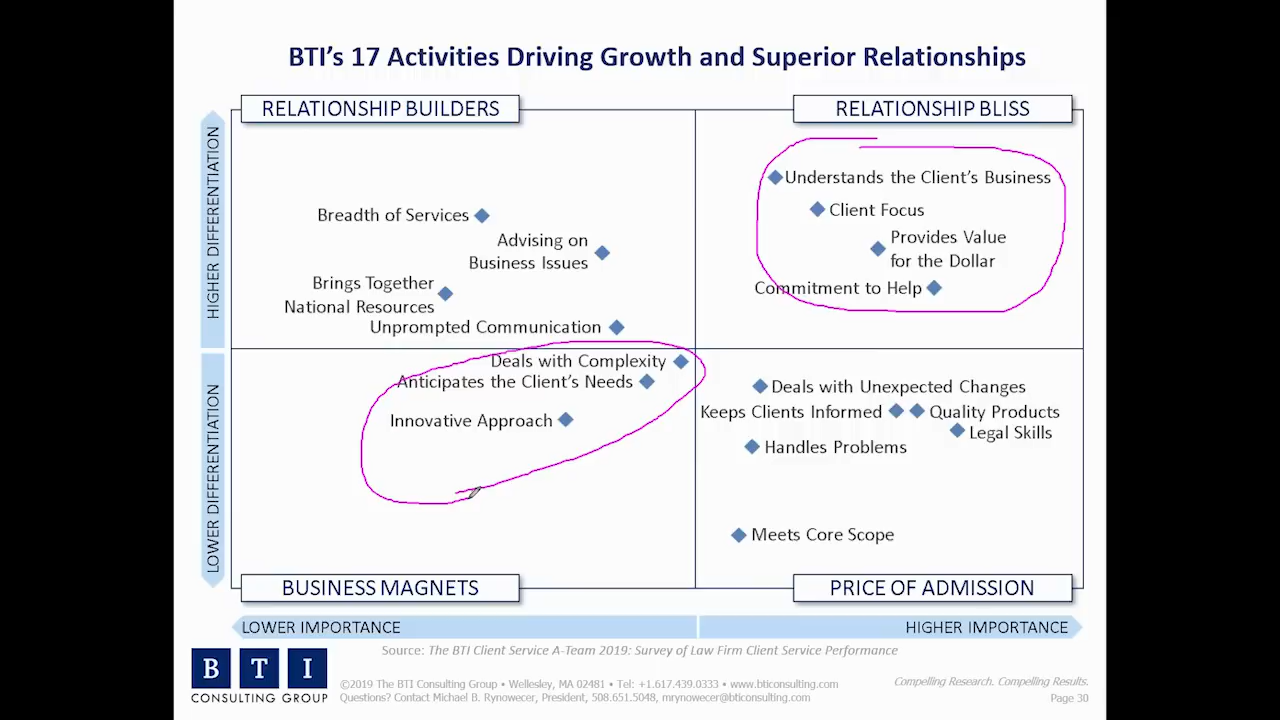 BTI's 17 Activities Driving Growth and Superior Relationships
RELATIONSHIP BUILDERS
RELATIONSHIP BLISS
HIGHER DIFFERENTIATION
Understands the Client's Business
Breadth of Services
Client Focus
Advising on
Business Issues
Provides Value
for the Dollar
Brings Together
National Resources
Commitment to Help
Unprompted Communication
LOWER DIFFERENTIATION
Deals with Complexity
Anticipates the Client's Needs
Innovative Approach
Deals with Unexpected Changes
Keeps Clients Informed
Quality Products
Legal Skills
Handles Problems
Meets Core Scope
BUSINESS MAGNETS
PRICE OF ADMISSION
LOWER IMPORTANCE
HIGHER IMPORTANCE
Source: The BTI Client Service A-Team 2019: Survey of Law Firm Client Service Performance
B T I
CONSULTING GROUP
©2019 The BTI Consulting Group • Wellesley, MA 02481 • Tel: +1.617.439.0333 • www.bticonsulting.com
Questions? Contact Michael B. Rynowecer, President, 508.651.5048, mrynowecer@bticonsulting.com
Compelling Research. Compelling Results.
Page 30